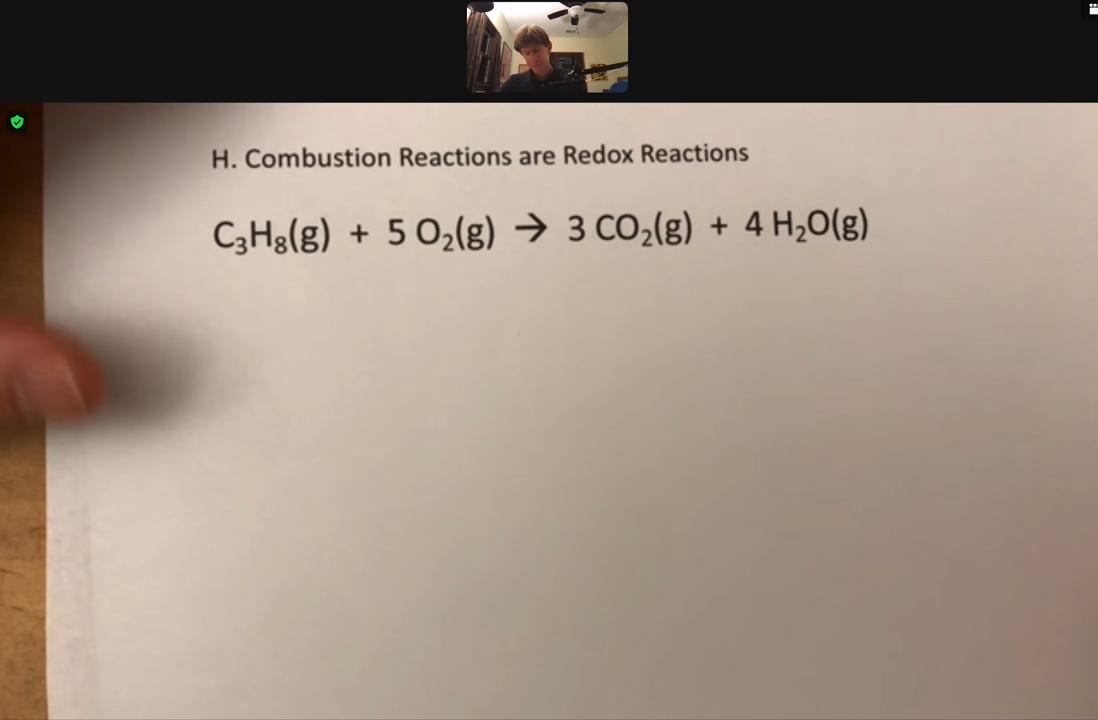 H. Combustion Reactions are Redox Reactions
C₃H₈(g) + 5 O₂(g) → 3 CO₂(g) + 4 H₂O(g)